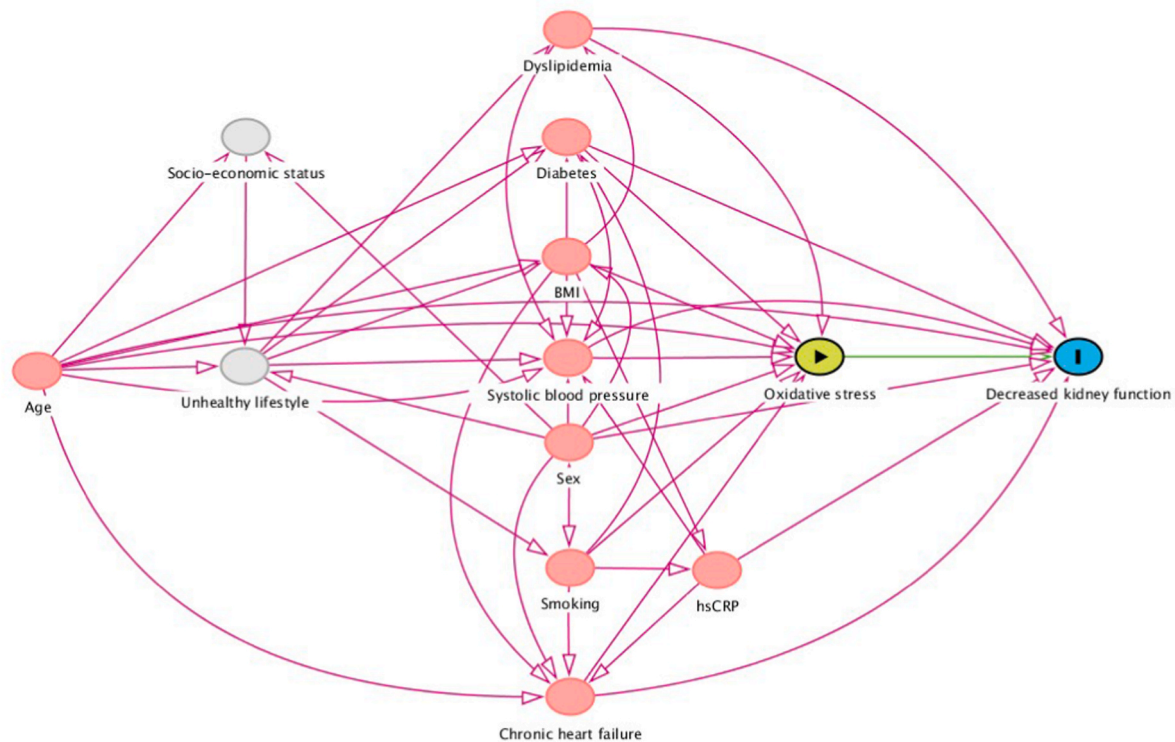 Dyslipidemia
Socio-economic status
Diabetes
BMI
Age
Unhealthy lifestyle
Systolic blood pressure
Oxidative stress
Decreased kidney function
Sex
Smoking
hsCRP
Chronic heart failure